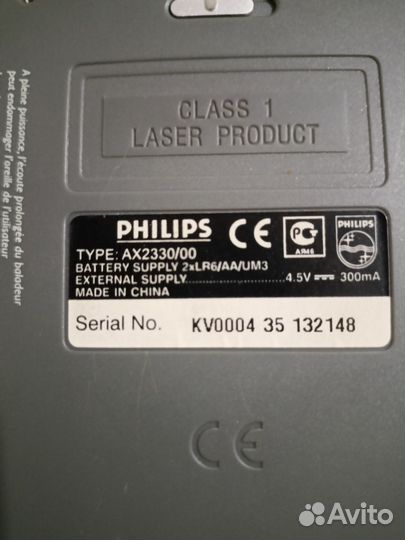 A pleine puissance, l'écoute prolongée du baladeur
peut endommager l'oreille de l'utilisateur
CLASS 1
LASER PRODUCT
PHILIPS CE PHILIPS
TYPE: AX2330/00
BATTERY SUPPLY 2xLR6/AA/UM3
EXTERNAL SUPPLY 4.5V 300mA
MADE IN CHINA
Serial No. KV0004 35 132148
CE
Avito